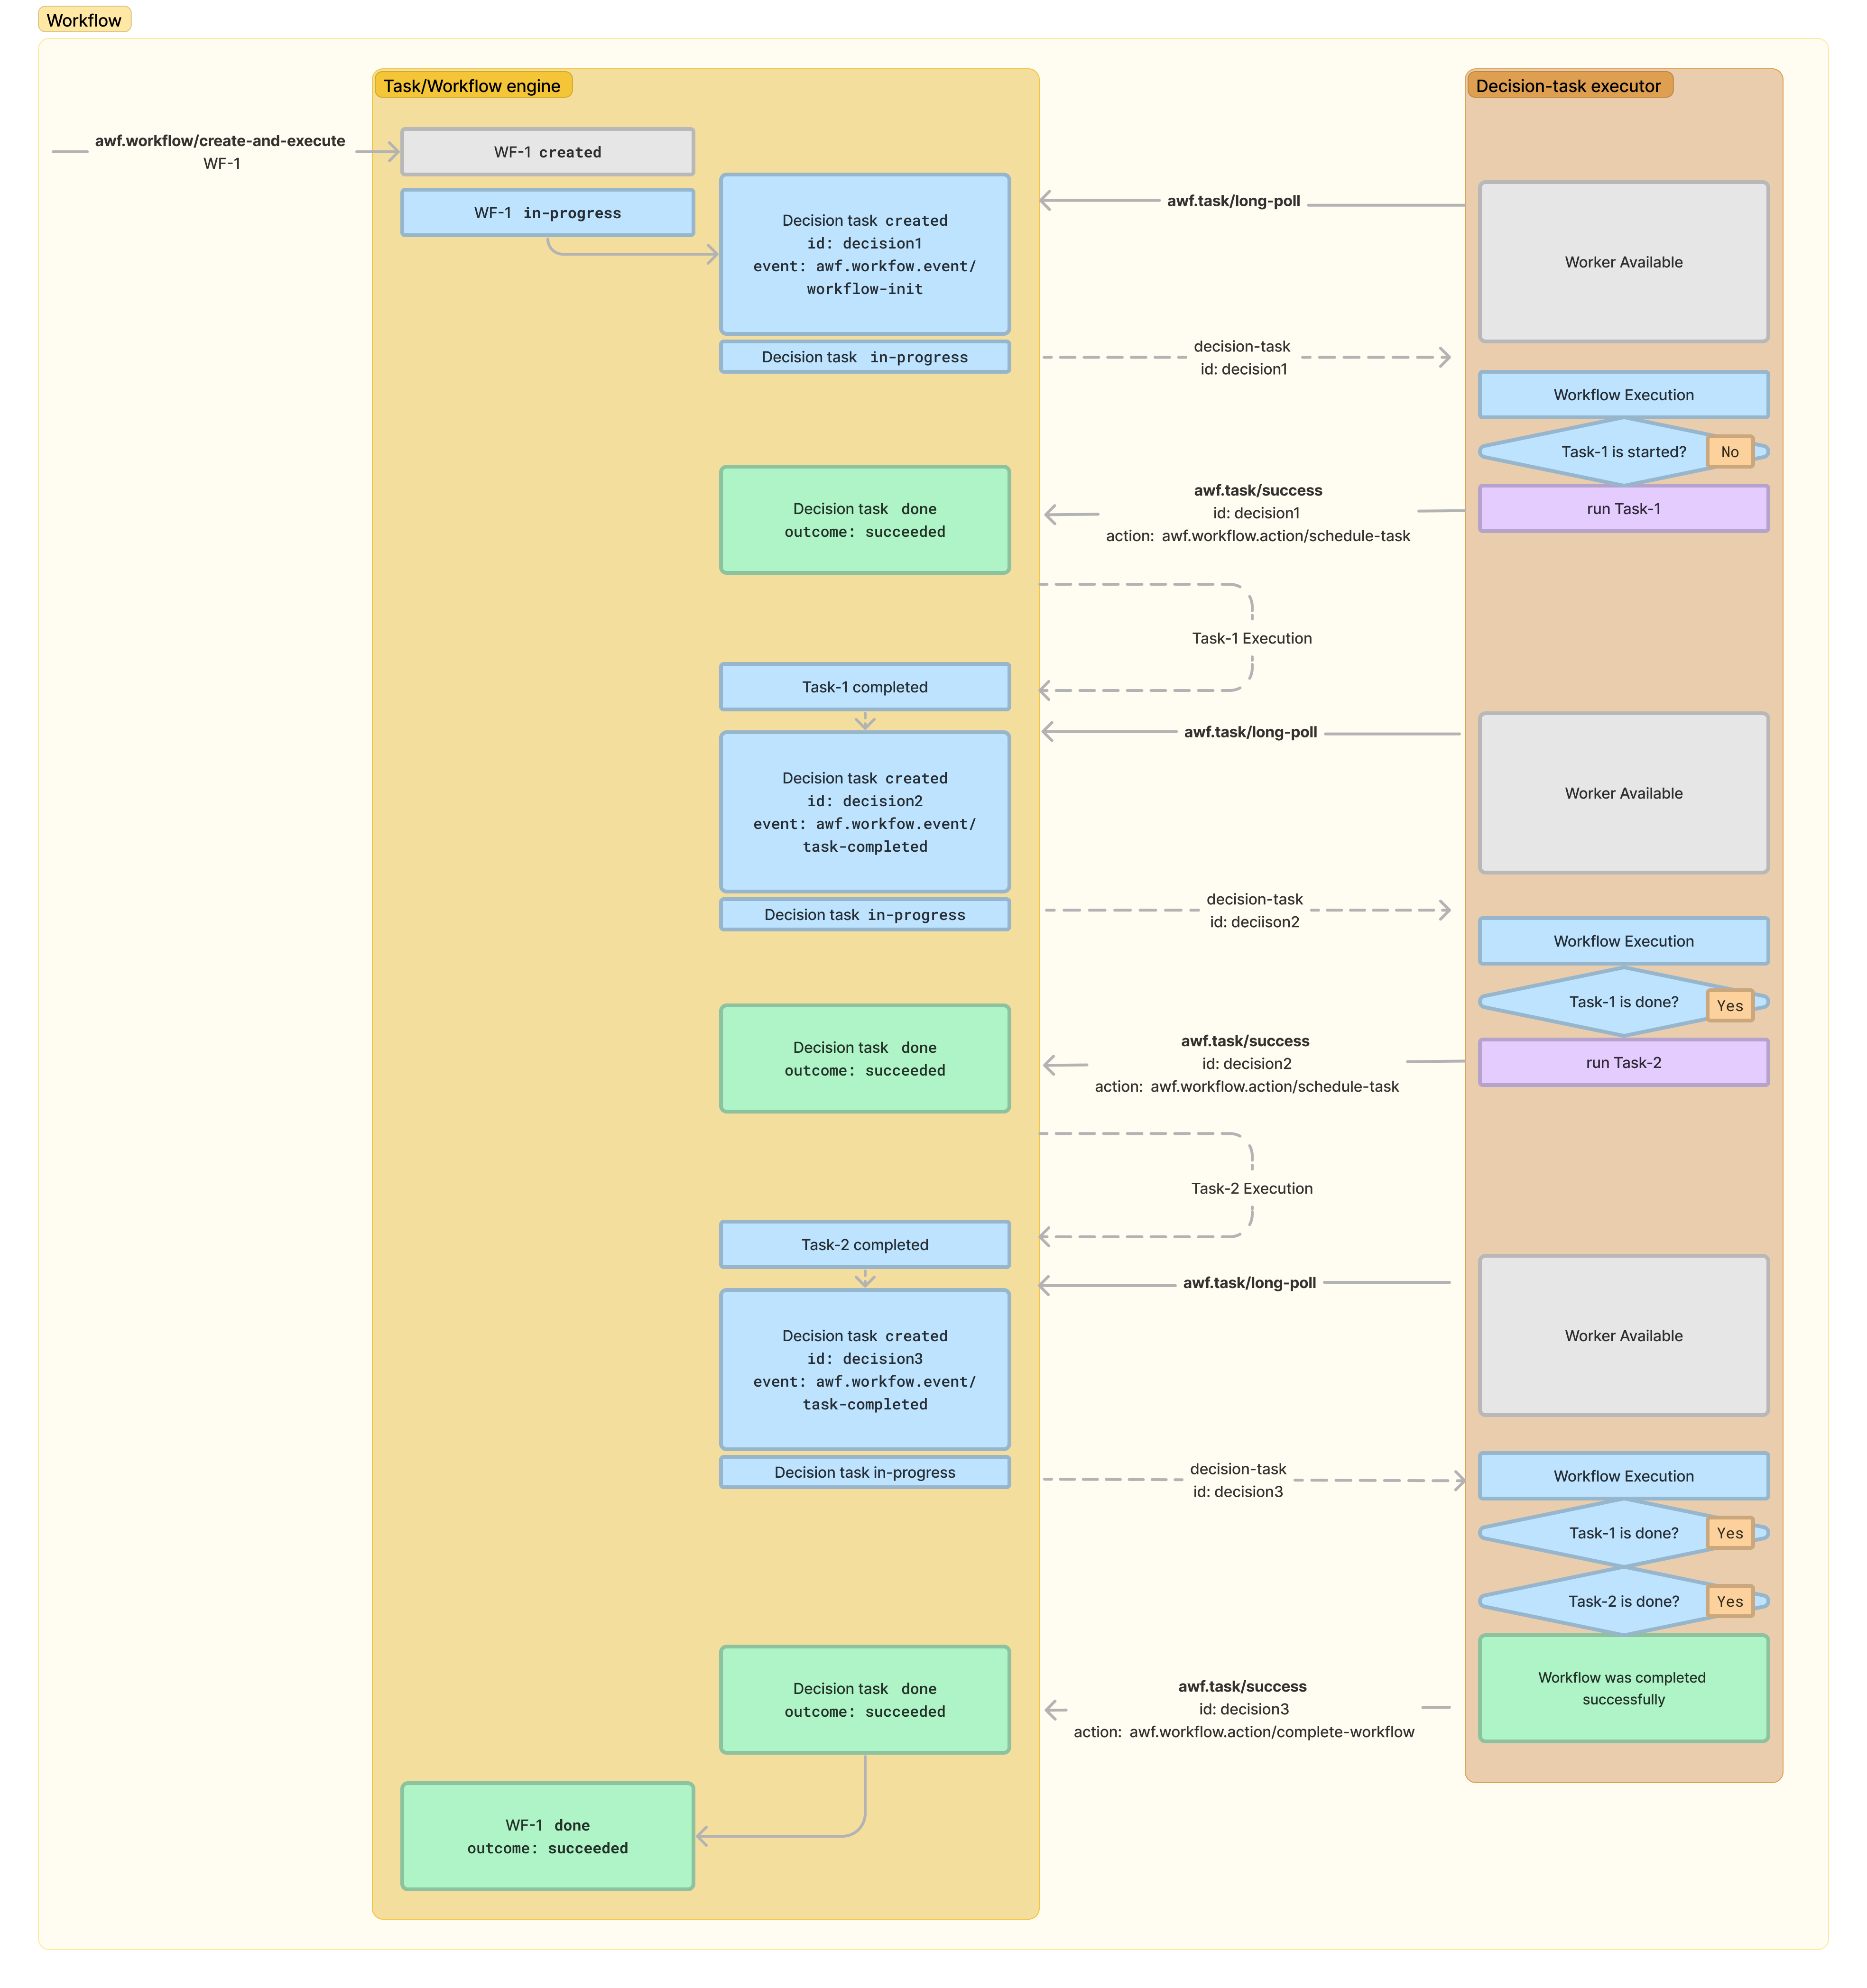 Workflow
Task/Workflow engine
Decision-task executor
awf.workflow/create-and-execute
WF-1
WF-1 created
WF-1 in-progress
Decision task created
id: decision1
event: awf.workfow.event/
workflow-init
awf.task/long-poll
Worker Available
Decision task in-progress
decision-task
id: decision1
Workflow Execution
Task-1 is started?
No
run Task-1
awf.task/success
id: decision1
action: awf.workflow.action/schedule-task
Decision task done
outcome: succeeded
Task-1 Execution
Task-1 completed
awf.task/long-poll
Worker Available
Decision task created
id: decision2
event: awf.workfow.event/
task-completed
Decision task in-progress
decision-task
id: deciison2
Workflow Execution
Task-1 is done?
Yes
run Task-2
awf.task/success
id: decision2
action: awf.workflow.action/schedule-task
Decision task done
outcome: succeeded
Task-2 Execution
Task-2 completed
awf.task/long-poll
Worker Available
Decision task created
id: decision3
event: awf.workfow.event/
task-completed
Decision task in-progress
decision-task
id: decision3
Workflow Execution
Task-1 is done?
Yes
Task-2 is done?
Yes
Workflow was completed
successfully
awf.task/success
id: decision3
action: awf.workflow.action/complete-workflow
Decision task done
outcome: succeeded
WF-1 done
outcome: succeeded